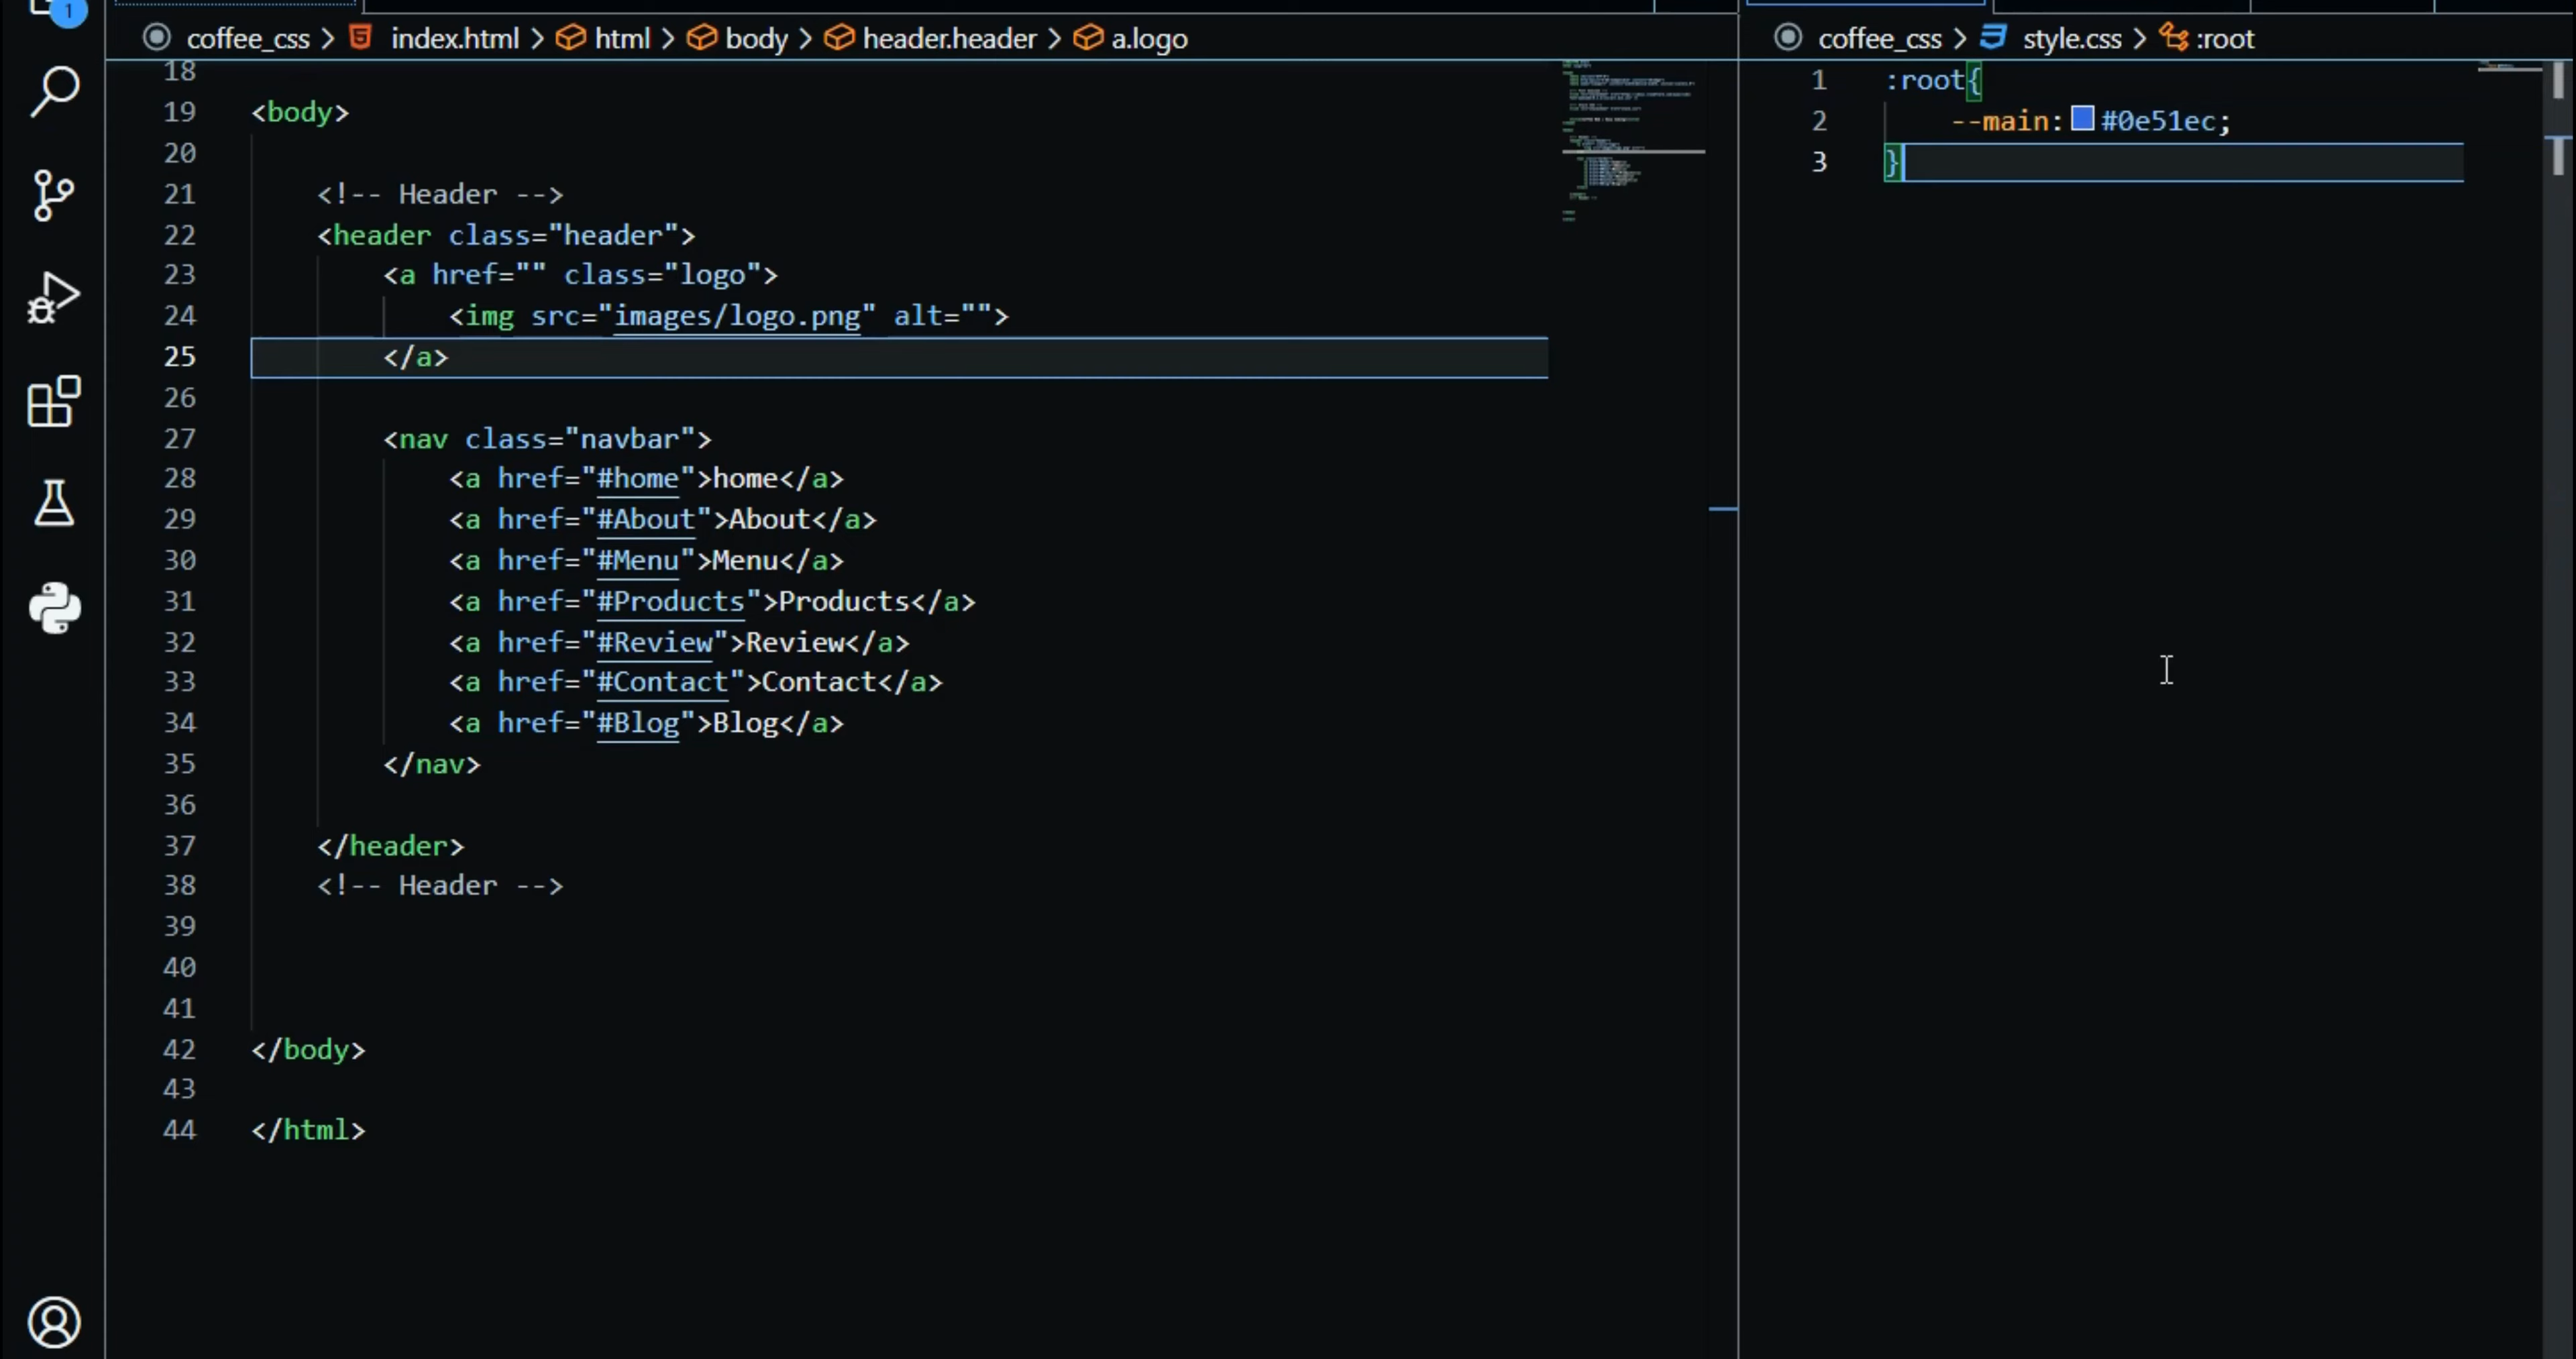 1
coffee_css > index.html > html > body > header.header > a.logo
18
19 <body>
20
21 <!-- Header -->
22 <header class="header">
23 <a href="" class="logo">
24 <img src="images/logo.png" alt="">
25 </a>
26
27 <nav class="navbar">
28 <a href="#home">home</a>
29 <a href="#About">About</a>
30 <a href="#Menu">Menu</a>
31 <a href="#Products">Products</a>
32 <a href="#Review">Review</a>
33 <a href="#Contact">Contact</a>
34 <a href="#Blog">Blog</a>
35 </nav>
36
37 </header>
38 <!-- Header -->
39
40
41
42 </body>
43
44 </html>
coffee_css > style.css > :root
1 :root{
2 --main: #0e51ec;
3 }